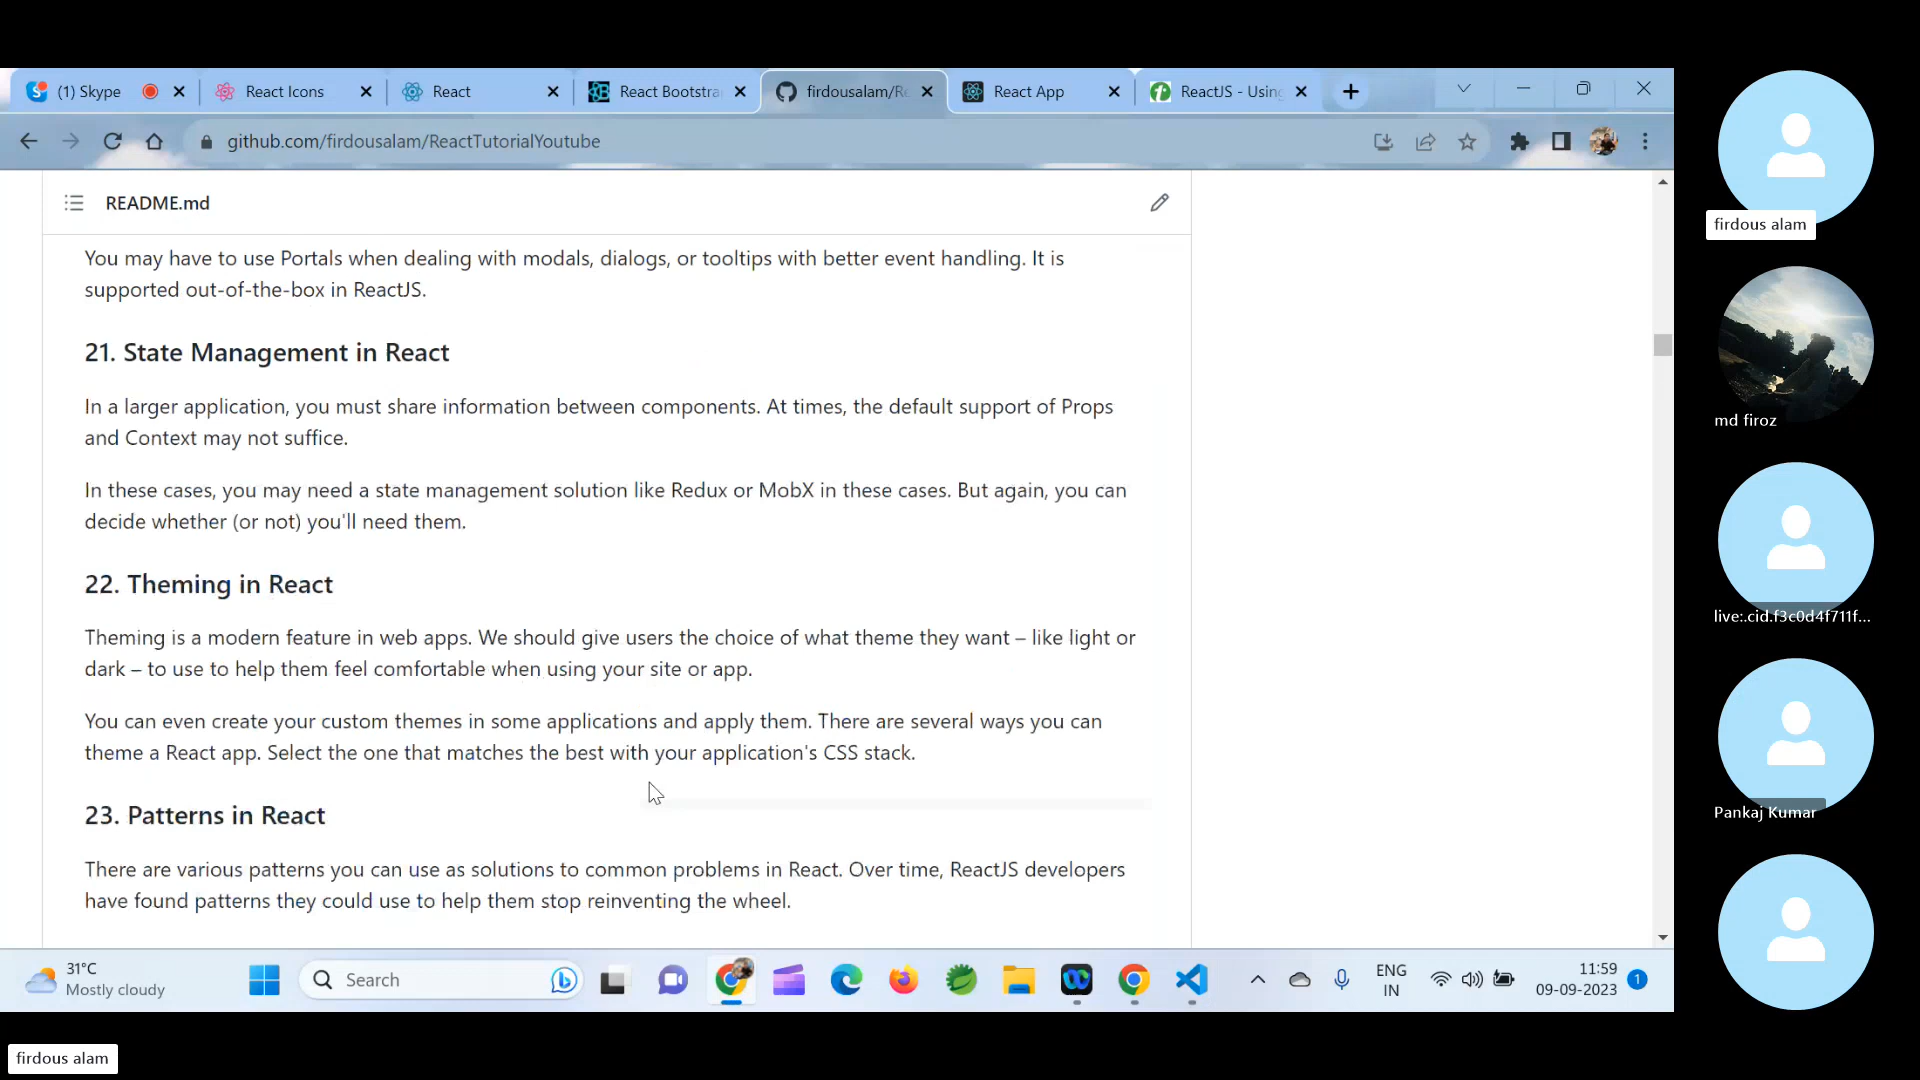 (1) Skype
React Icons
React
React Bootstra
firdousalam/Re
React App
ReactJS - Using
github.com/firdousalam/ReactTutorialYoutube
README.md
You may have to use Portals when dealing with modals, dialogs, or tooltips with better event handling. It is
supported out-of-the-box in ReactJS.
21. State Management in React
In a larger application, you must share information between components. At times, the default support of Props
and Context may not suffice.
In these cases, you may need a state management solution like Redux or MobX in these cases. But again, you can
decide whether (or not) you'll need them.
22. Theming in React
Theming is a modern feature in web apps. We should give users the choice of what theme they want – like light or
dark – to use to help them feel comfortable when using your site or app.
You can even create your custom themes in some applications and apply them. There are several ways you can
theme a React app. Select the one that matches the best with your application's CSS stack.
23. Patterns in React
There are various patterns you can use as solutions to common problems in React. Over time, ReactJS developers
have found patterns they could use to help them stop reinventing the wheel.
31°C
Mostly cloudy
Search
ENG
IN
11:59
09-09-2023
1
firdous alam
md firoz
live:.cid.f3c0d4f711f...
Pankaj Kumar
firdous alam